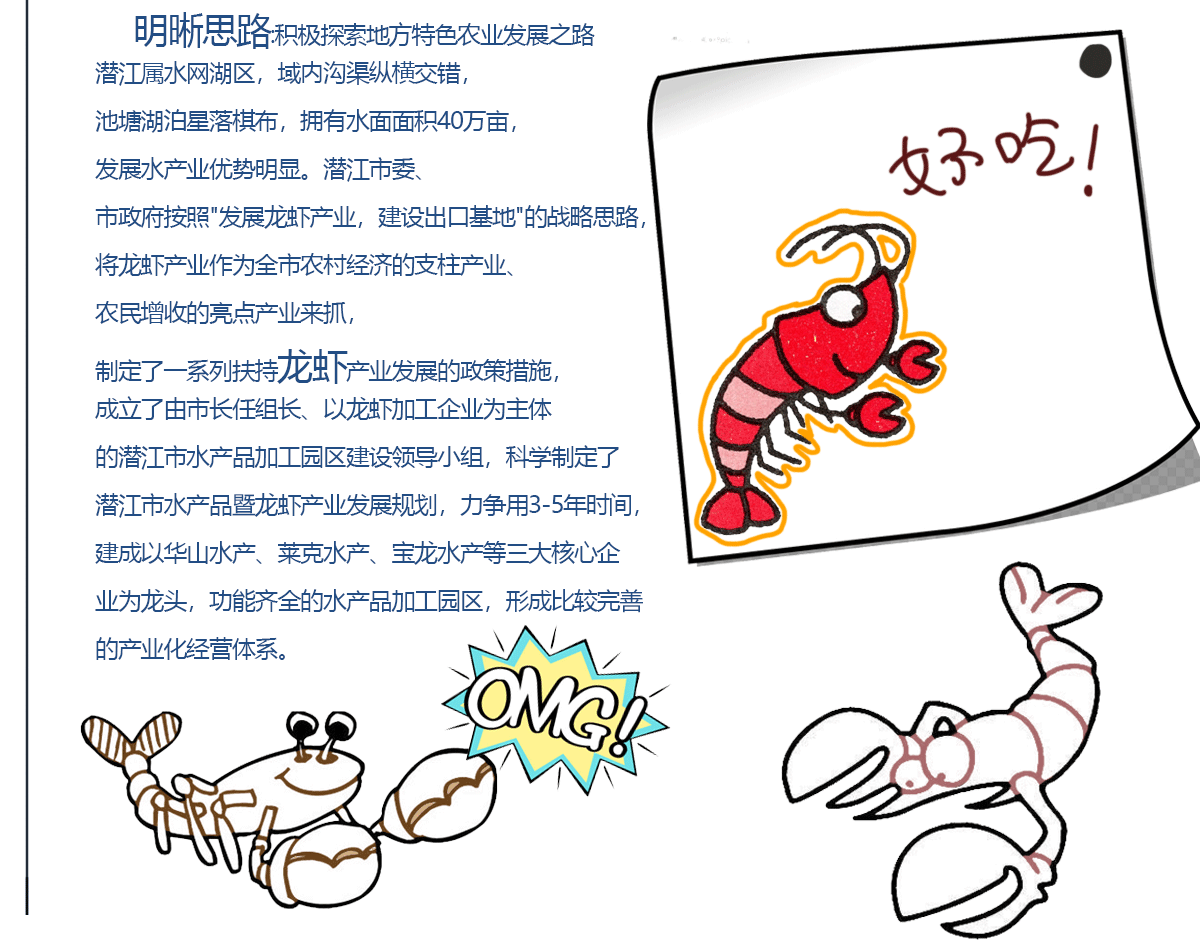 明晰思路:积极探索地方特色农业发展之路
潜江属水网湖区，域内沟渠纵横交错，
池塘湖泊星落棋布，拥有水面面积40万亩，
发展水产业优势明显。潜江市委、
市政府按照"发展龙虾产业，建设出口基地"的战略思路，
将龙虾产业作为全市农村经济的支柱产业、
农民增收的亮点产业来抓，
制定了一系列扶持龙虾产业发展的政策措施，
成立了由市长任组长、以龙虾加工企业为主体
的潜江市水产品加工园区建设领导小组，科学制定了
潜江市水产品暨龙虾产业发展规划，力争用3-5年时间，
建成以华山水产、莱克水产、宝龙水产等三大核心企
业为龙头，功能齐全的水产品加工园区，形成比较完善
的产业化经营体系。
好吃!
OMG!